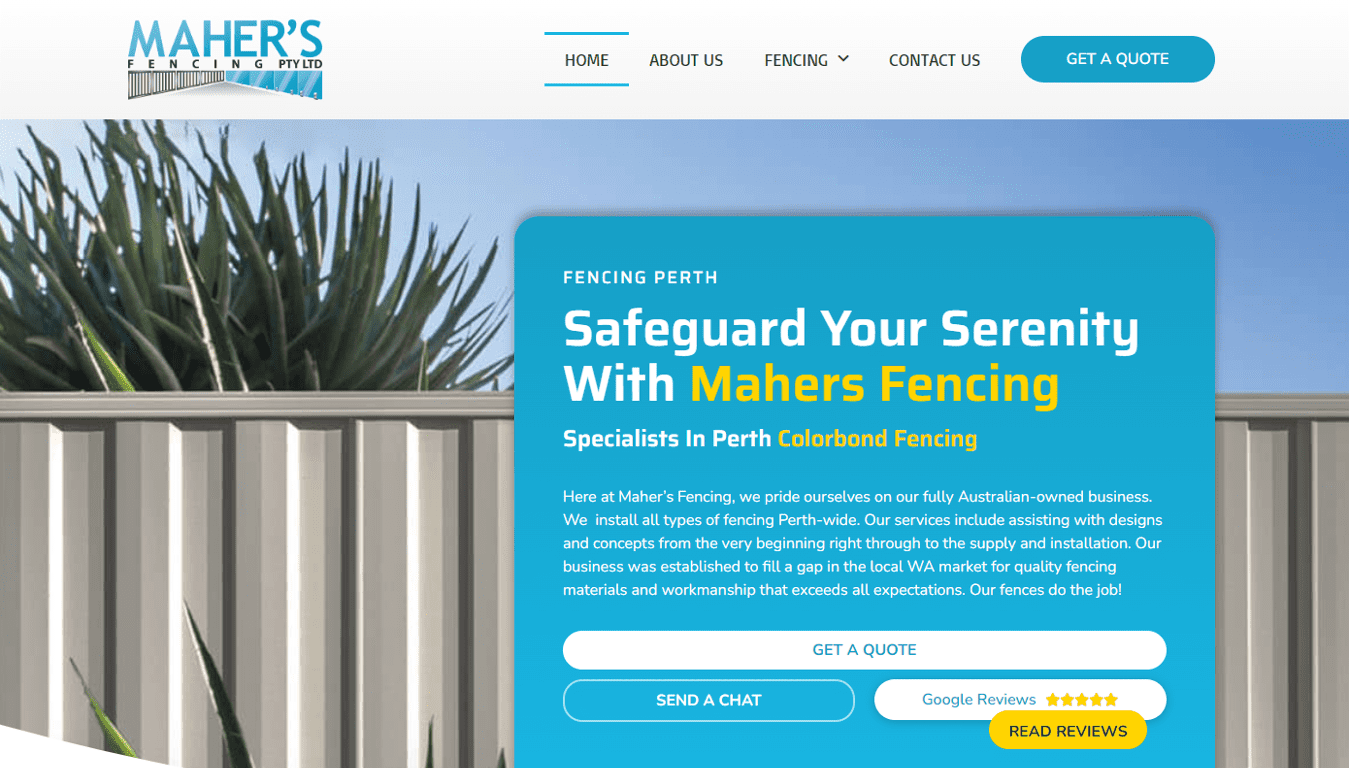 MAHER'S
FENCING PTY LTD
HOME
ABOUT US
FENCING
CONTACT US
GET A QUOTE
FENCING PERTH
Safeguard Your Serenity
With Mahers Fencing
Specialists In Perth Colorbond Fencing
Here at Maher’s Fencing, we pride ourselves on our fully Australian-owned business.
We  install all types of fencing Perth-wide. Our services include assisting with designs
and concepts from the very beginning right through to the supply and installation. Our
business was established to fill a gap in the local WA market for quality fencing
materials and workmanship that exceeds all expectations. Our fences do the job!
GET A QUOTE
SEND A CHAT
Google Reviews
READ REVIEWS